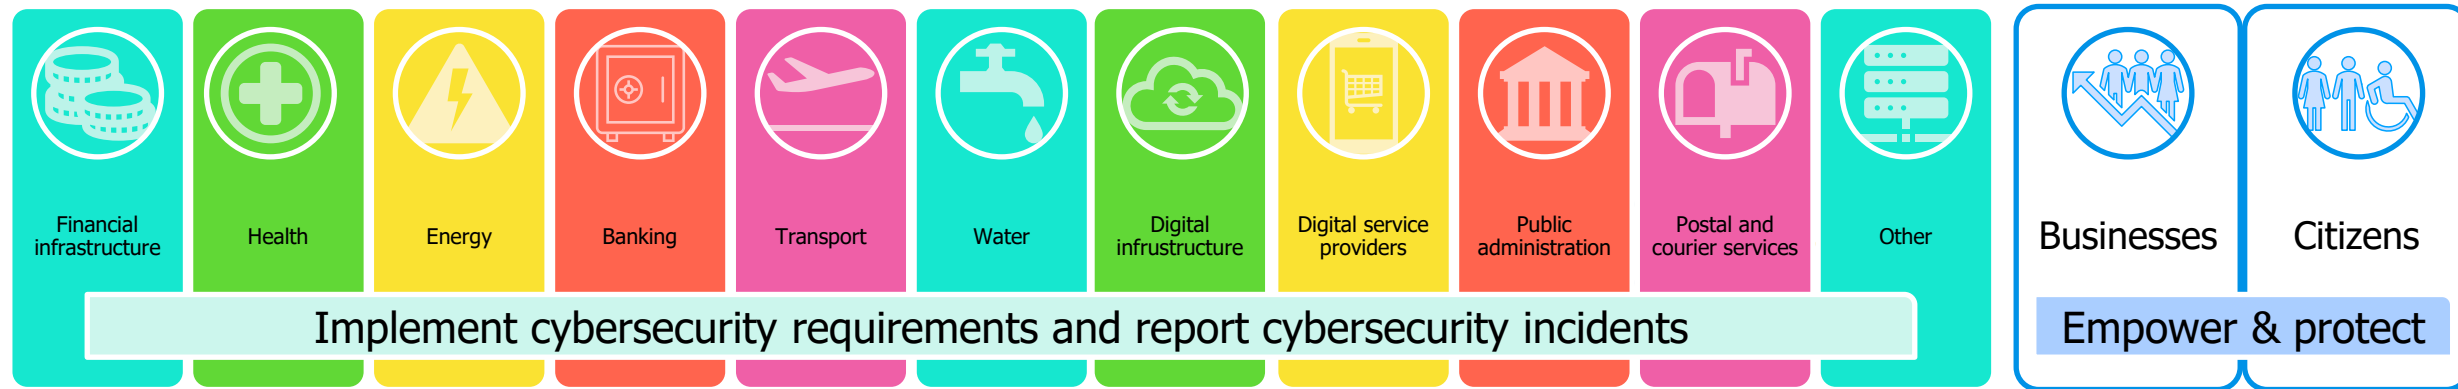 Financial
infrastructure
Health
Energy
Banking
Transport
Water
Digital
infrustructure
Digital service
providers
Public
administration
Postal and
courier services
Other
Businesses
Citizens
Implement cybersecurity requirements and report cybersecurity incidents
Empower & protect